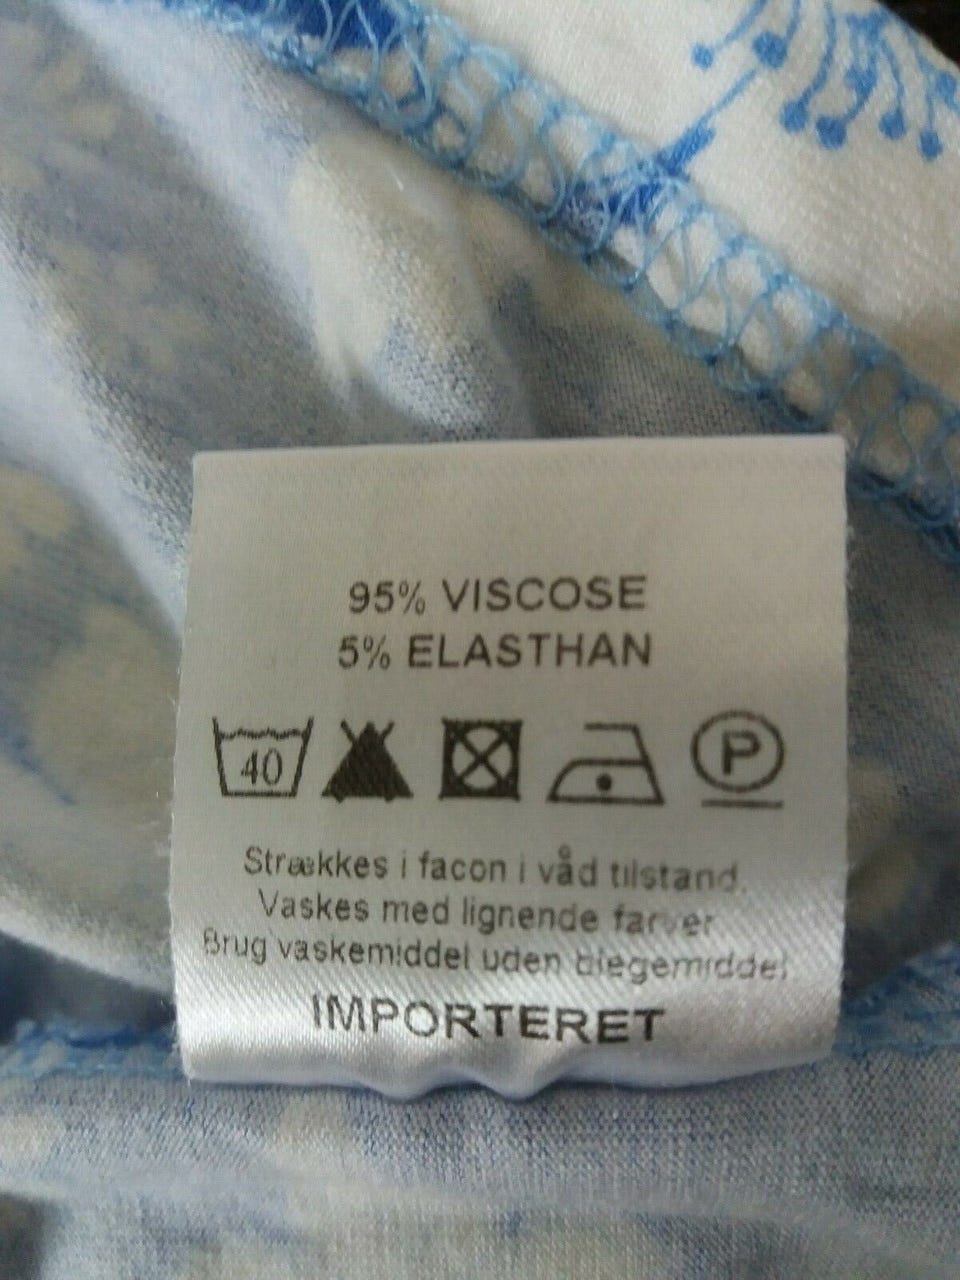 95% VISCOSE
5% ELASTHAN
40 P
Strækkes i facon i våd tilstand.
Vaskes med lignende farver
Brug vaskemiddel uden blegemiddel
IMPORTERET